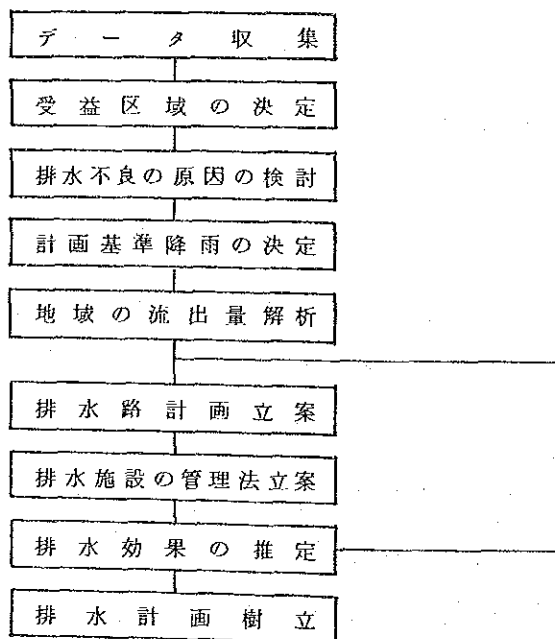 データ収集
受益区域の決定
排水不良の原因の検討
計画基準降雨の決定
地域の流出量解析
排水路計画立案
排水施設の管理法立案
排水効果の推定
排水計画樹立